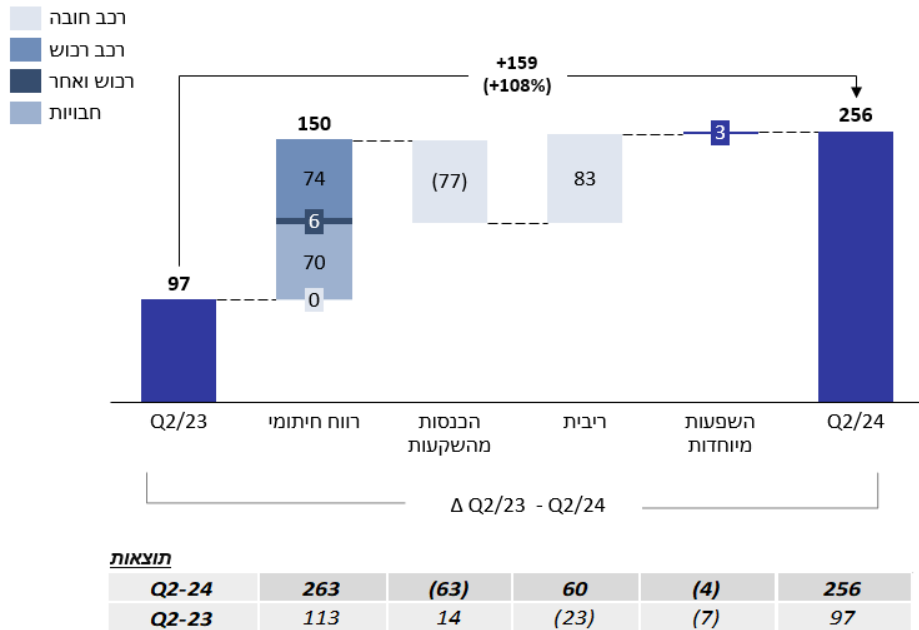 רכב חובה
רכב רכוש
רכוש ואחר
חבויות
+159
(+108%)
97
150
74
6
70
0
(77)
83
3
256
Q2/23 רווח חיתומי הכנסות מהשקעות ריבית השפעות מיוחדות Q2/24
Δ Q2/23 - Q2/24
תוצאות
Q2-24 263 (63) 60 (4) 256
Q2-23 113 14 (23) (7) 97